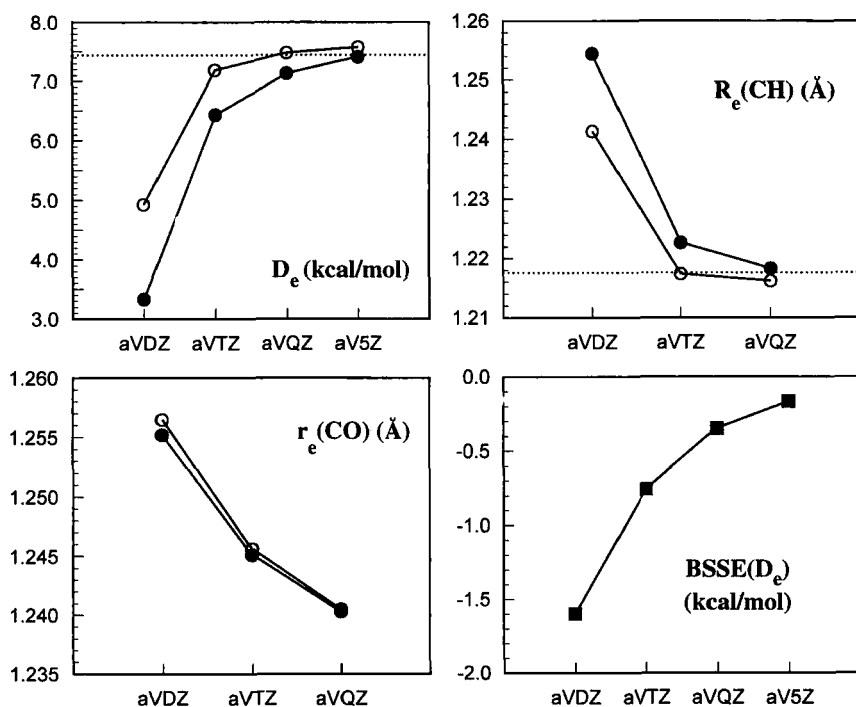 8.0
7.0
6.0
5.0
4.0
3.0
D_e (kcal/mol)
aVDZ aVTZ aVQZ aV5Z
1.26
1.25
1.24
1.23
1.22
1.21
R_e(CH) (Å)
aVDZ aVTZ aVQZ
1.260
1.255
1.250
1.245
1.240
1.235
r_e(CO) (Å)
aVDZ aVTZ aVQZ
0.0
-0.5
-1.0
-1.5
-2.0
BSSE(D_e)
(kcal/mol)
aVDZ aVTZ aVQZ aV5Z